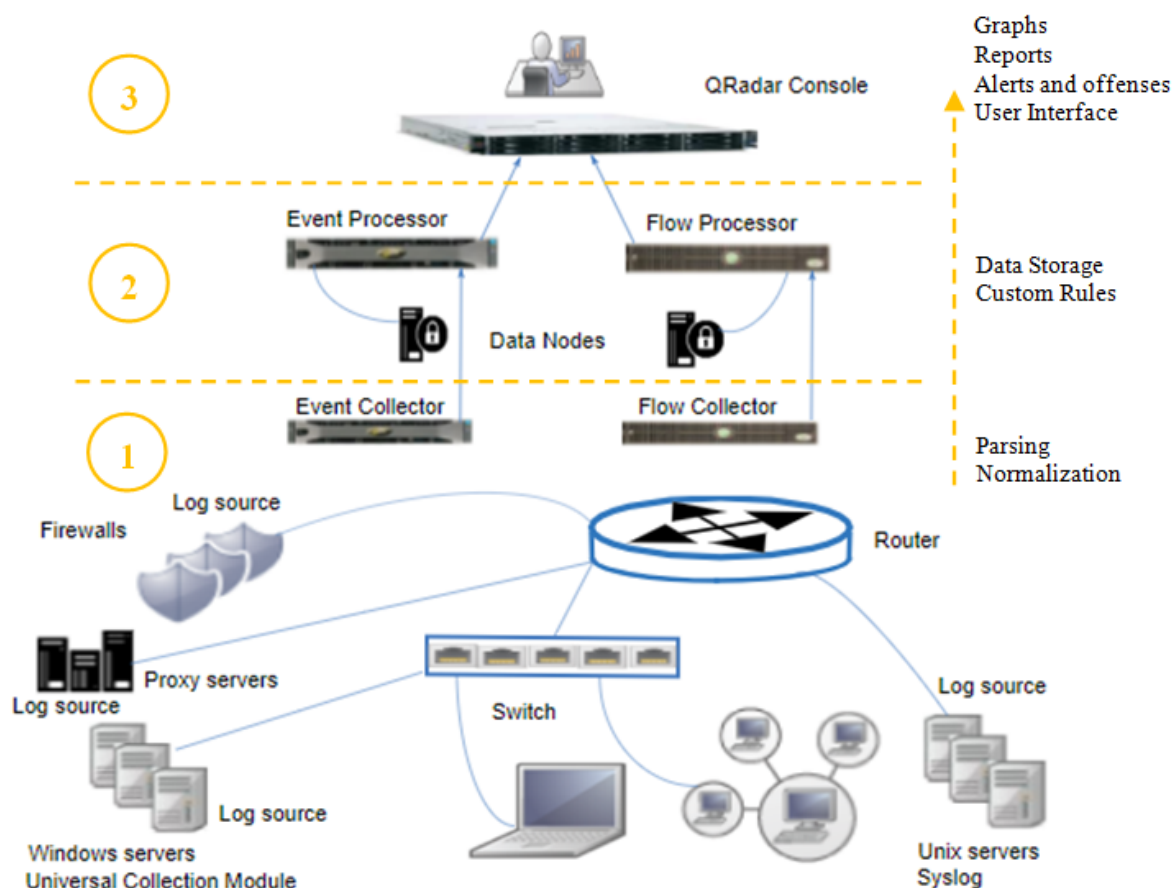 Graphs
Reports
Alerts and offenses
User Interface
3
QRadar Console
Event Processor
Flow Processor
2
Data Storage
Custom Rules
Data Nodes
Event Collector
Flow Collector
1
Parsing
Normalization
Log source
Firewalls
Router
Proxy servers
Log source
Switch
Log source
Log source
Windows servers
Universal Collection Module
Unix servers
Syslog